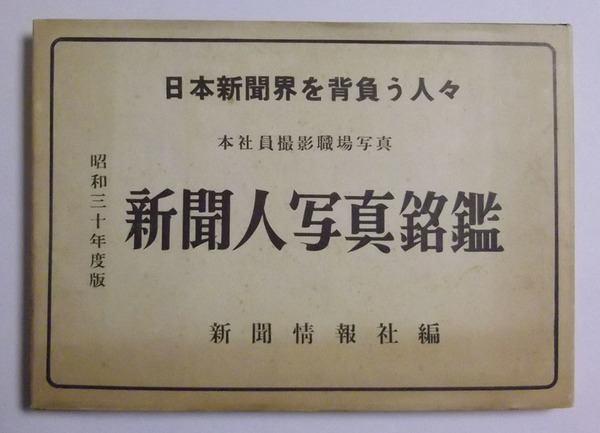 日本新聞界を背負う人々
本社員撮影職場写真
昭和三十年度版
新聞人写真銘鑑
新聞情報社編